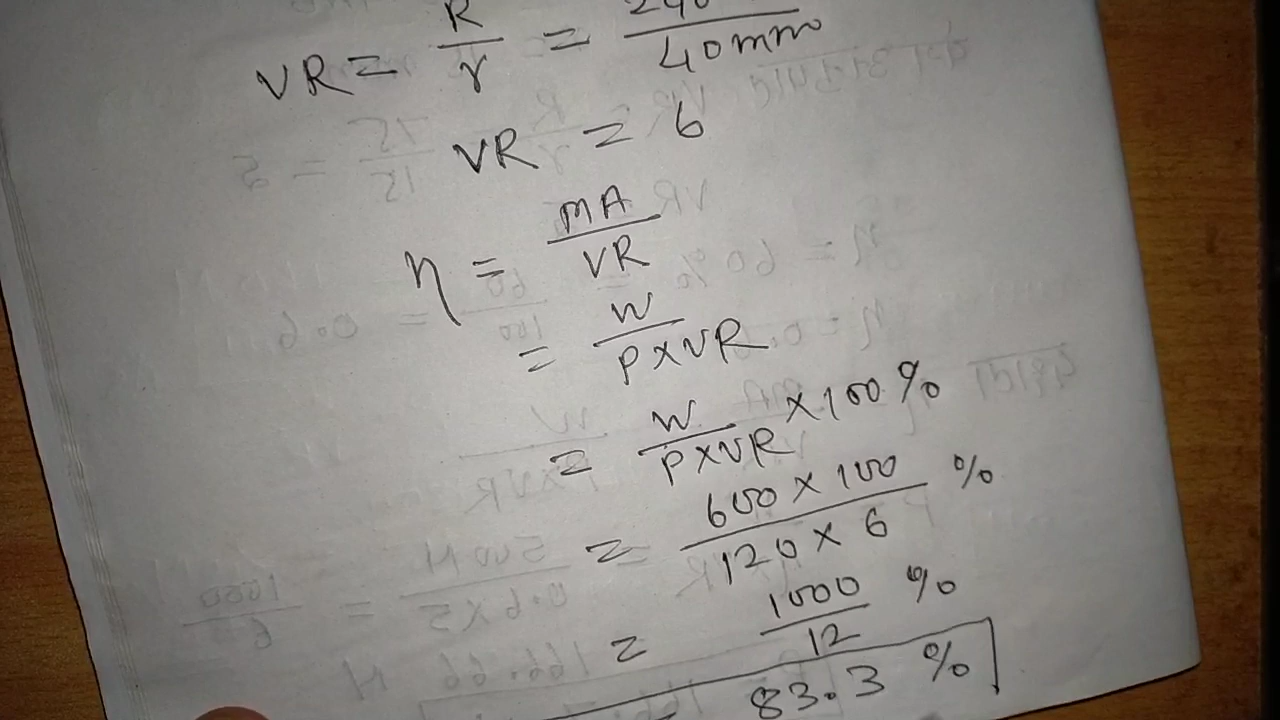 VR = R/r = 240/40mm
VR = 6
η = MA/VR
= W/P×VR
= W/P×VR ×100%
= 600 × 100/120 × 6 %
= 1000/12 %
83.3 %